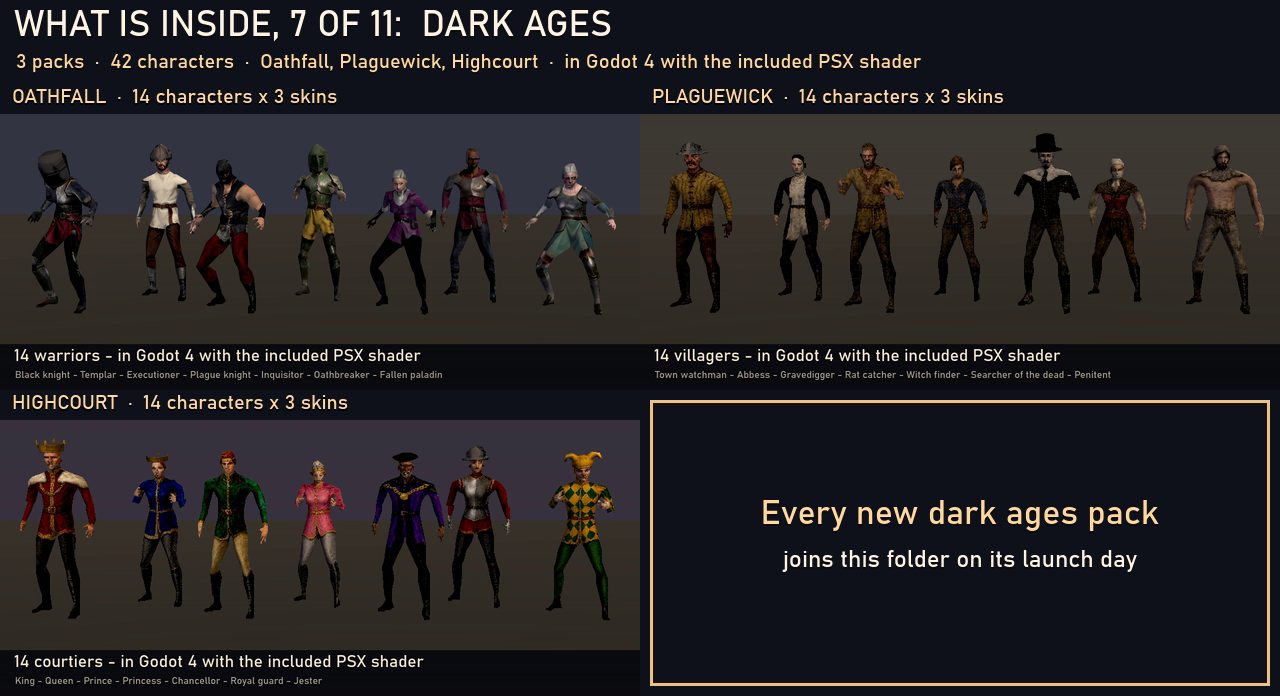 WHAT IS INSIDE, 7 OF 11: DARK AGES
3 packs · 42 characters · Oathfall, Plaguewick, Highcourt · in Godot 4 with the included PSX shader
OATHFALL · 14 characters x 3 skins
PLAGUEWICK · 14 characters x 3 skins
14 warriors - in Godot 4 with the included PSX shader
Black knight - Templar - Executioner - Plague knight - Inquisitor - Oathbreaker - Fallen paladin
14 villagers - in Godot 4 with the included PSX shader
Town watchman - Abbess - Gravedigger - Rat catcher - Witch finder - Searcher of the dead - Penitent
HIGHCOURT · 14 characters x 3 skins
14 courtiers - in Godot 4 with the included PSX shader
King - Queen - Prince - Princess - Chancellor - Royal guard - Jester
Every new dark ages pack
joins this folder on its launch day